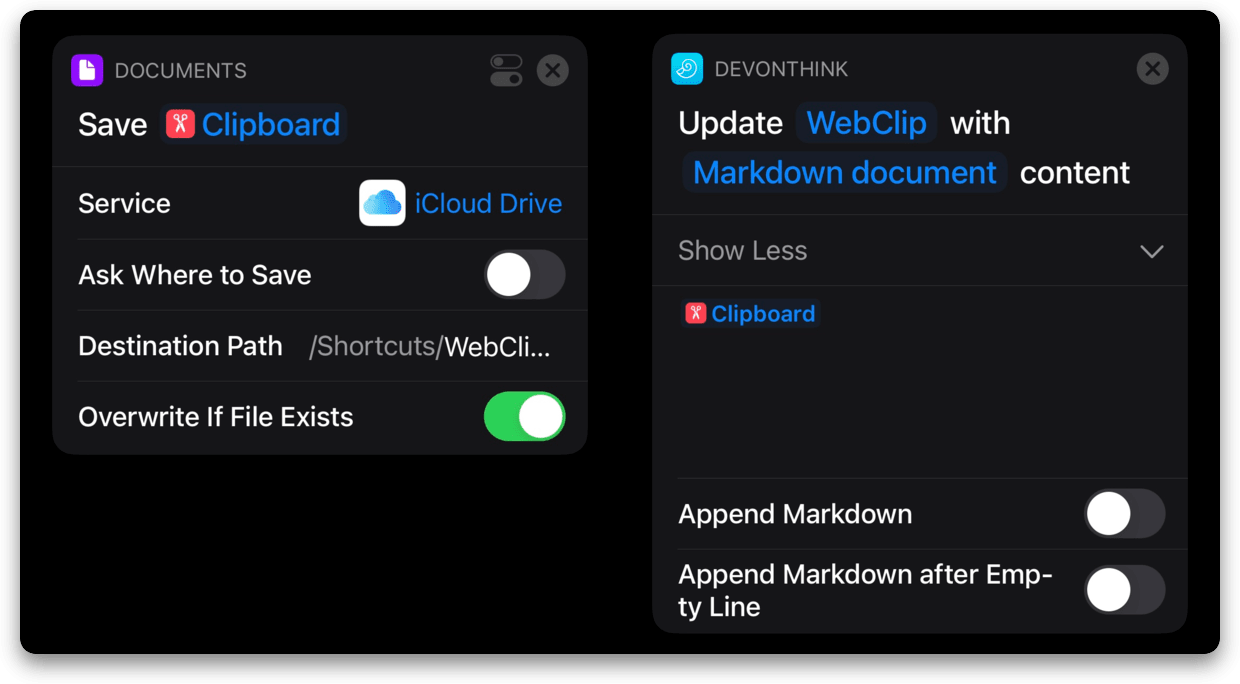 DOCUMENTS
Save Clipboard
Service iCloud Drive
Ask Where to Save
Destination Path /Shortcuts/WebCli...
Overwrite If File Exists
DEVONTHINK
Update WebClip with
Markdown document content
Show Less
Clipboard
Append Markdown
Append Markdown after Emp-
ty Line